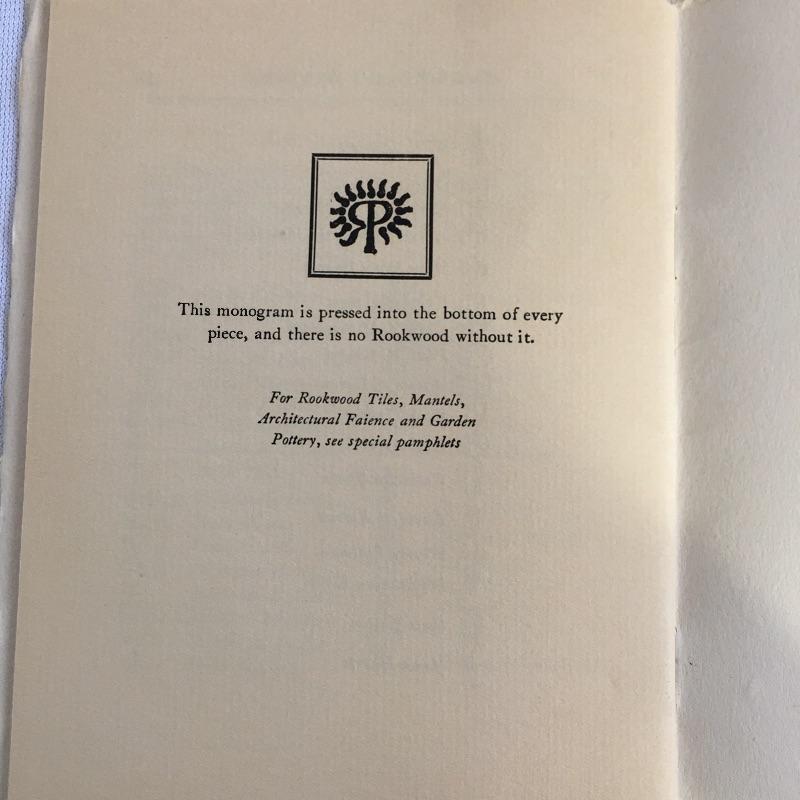 RP
This monogram is pressed into the bottom of every
piece, and there is no Rookwood without it.
For Rookwood Tiles, Mantels,
Architectural Faience and Garden
Pottery, see special pamphlets